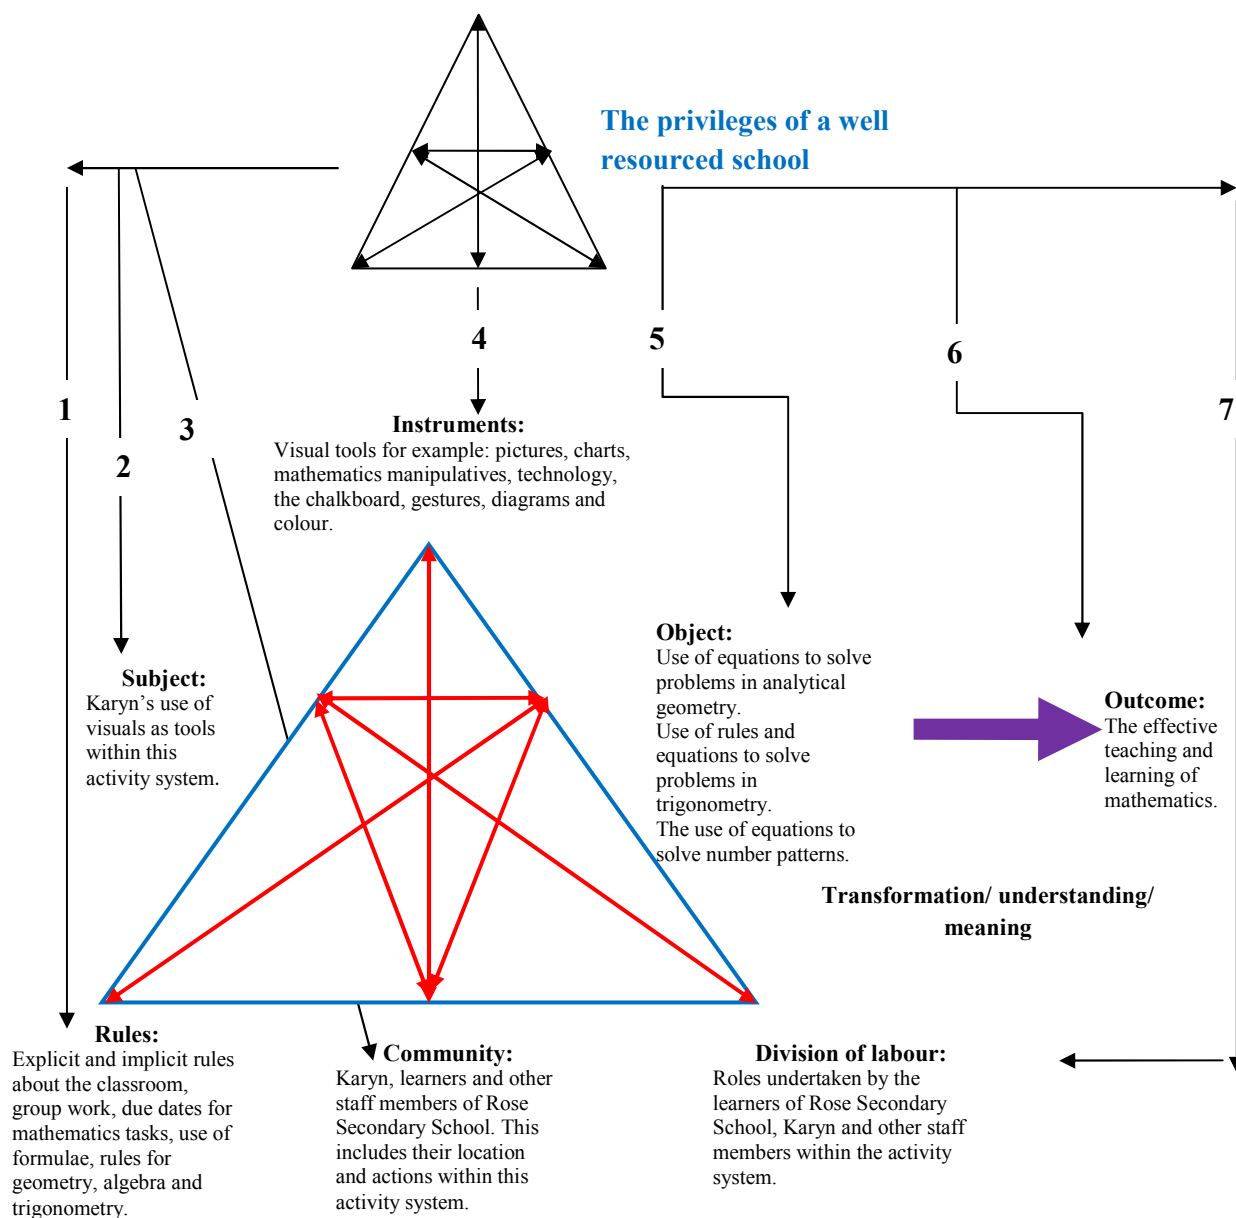 The privileges of a well
resourced school
1
2
3
4
5
6
7
Instruments:
Visual tools for example: pictures, charts,
mathematics manipulatives, technology,
the chalkboard, gestures, diagrams and
colour.
Subject:
Karyn’s use of
visuals as tools
within this
activity system.
Object:
Use of equations to solve
problems in analytical
geometry.
Use of rules and
equations to solve
problems in
trigonometry.
The use of equations to
solve number patterns.
Outcome:
The effective
teaching and
learning of
mathematics.
Transformation/ understanding/
meaning
Rules:
Explicit and implicit rules
about the classroom,
group work, due dates for
mathematics tasks, use of
formulae, rules for
geometry, algebra and
trigonometry.
Community:
Karyn, learners and other
staff members of Rose
Secondary School. This
includes their location
and actions within this
activity system.
Division of labour:
Roles undertaken by the
learners of Rose Secondary
School, Karyn and other staff
members within the activity
system.